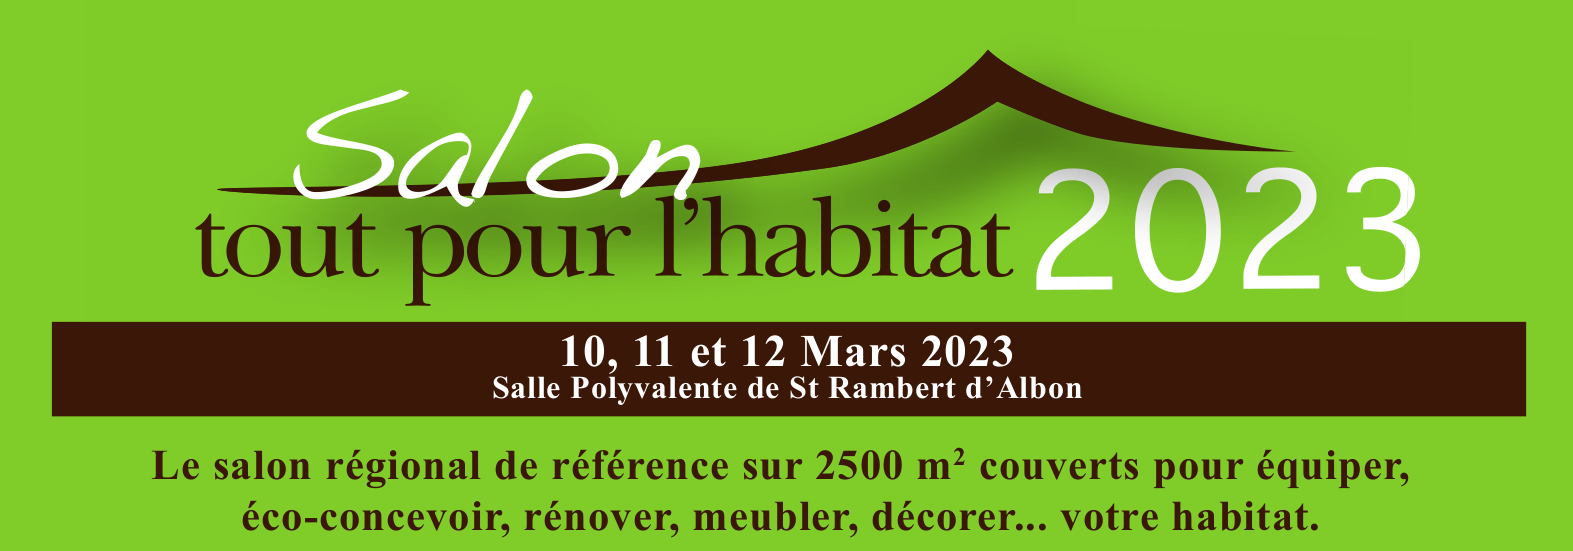 Salon
tout pour l’habitat 2023
10, 11 et 12 Mars 2023
Salle Polyvalente de St Rambert d’Albon
Le salon régional de référence sur 2500 m² couverts pour équiper,
éco-concevoir, rénover, meubler, décorer... votre habitat.